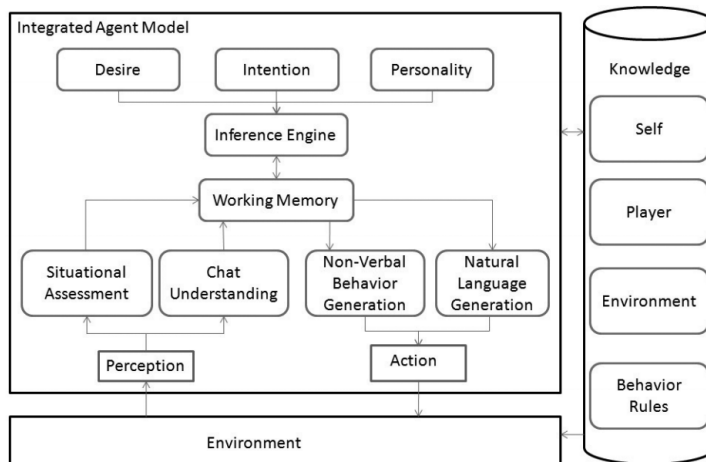 Integrated Agent Model
Desire
Intention
Personality
Inference Engine
Working Memory
Situational
Assessment
Chat
Understanding
Non-Verbal
Behavior
Generation
Natural
Language
Generation
Perception
Action
Environment
Knowledge
Self
Player
Environment
Behavior
Rules